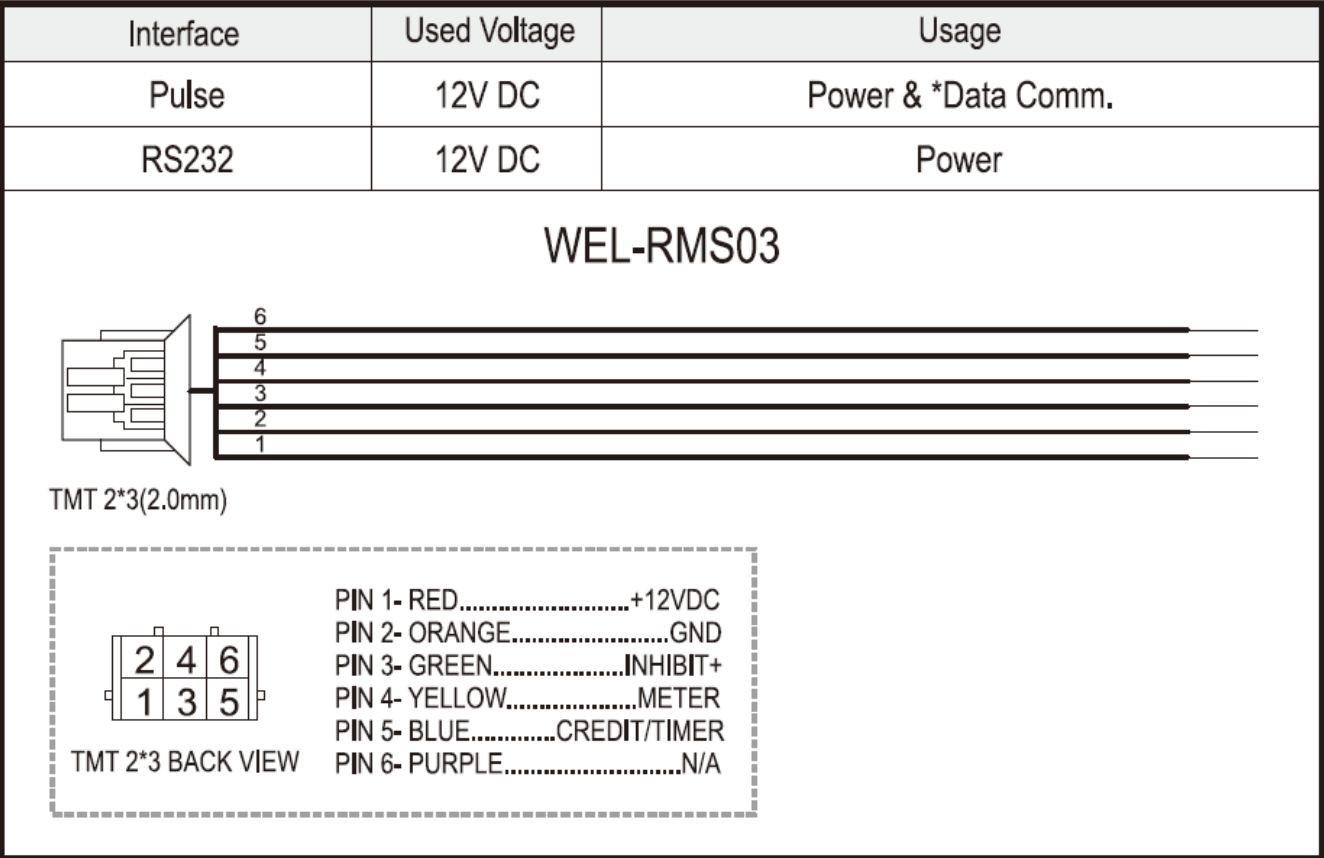 Interface Used Voltage Usage
Pulse 12V DC Power & *Data Comm.
RS232 12V DC Power
WEL-RMS03
6
5
4
3
2
1
TMT 2*3(2.0mm)
PIN 1- RED..........................+12VDC
PIN 2- ORANGE........................GND
PIN 3- GREEN....................INHIBIT+
PIN 4- YELLOW....................METER
PIN 5- BLUE.............CREDIT/TIMER
PIN 6- PURPLE...........................N/A
2 4 6
1 3 5
TMT 2*3 BACK VIEW